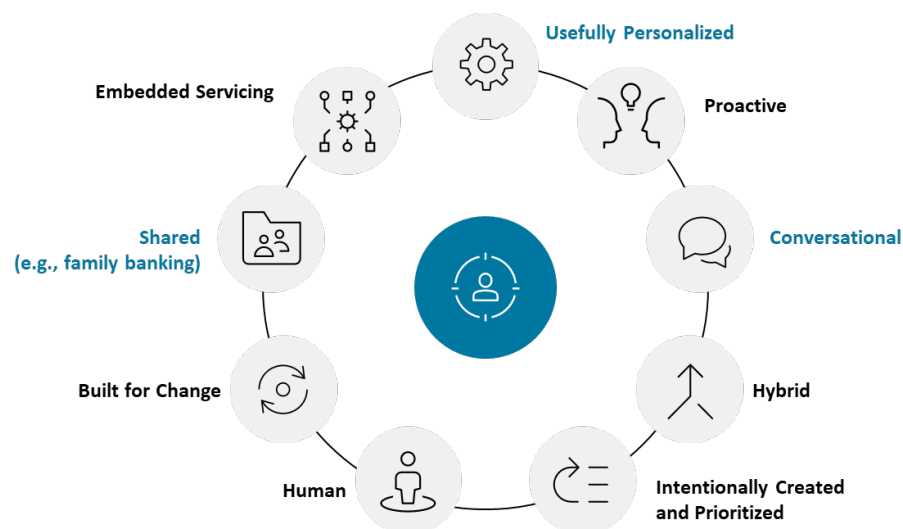 Usefully Personalized
Embedded Servicing
Proactive
Shared
(e.g., family banking)
Conversational
Built for Change
Hybrid
Human
Intentionally Created
and Prioritized